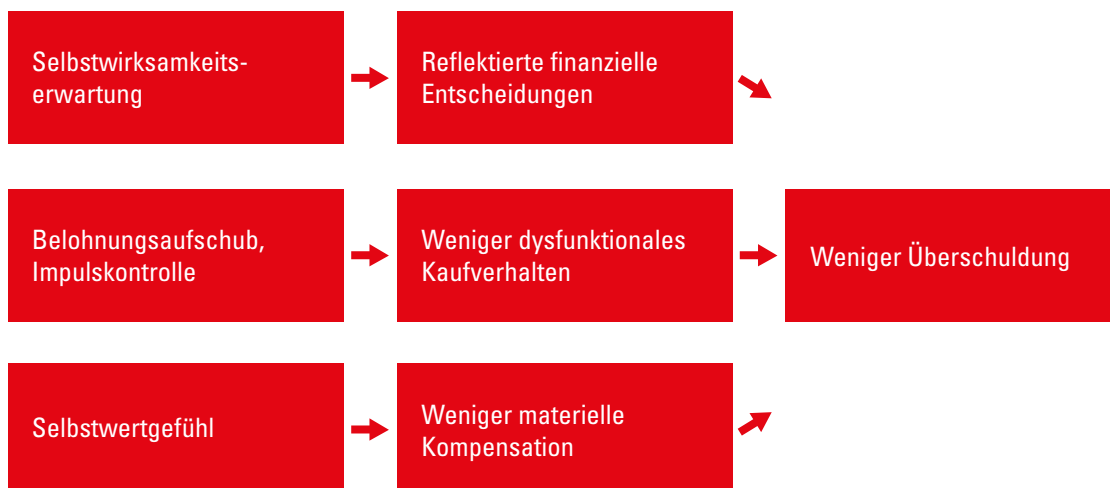 Selbstwirksamkeits-
erwartung
Reflektierte finanzielle
Entscheidungen
Belohnungsaufschub,
Impulskontrolle
Weniger dysfunktionales
Kaufverhalten
Weniger Überschuldung
Selbstwertgefühl
Weniger materielle
Kompensation